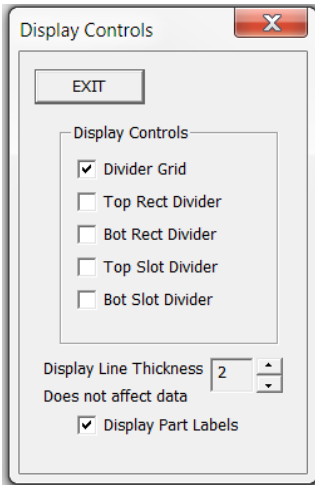 Display Controls
EXIT
Display Controls
Divider Grid
Top Rect Divider
Bot Rect Divider
Top Slot Divider
Bot Slot Divider
Display Line Thickness 2
Does not affect data
Display Part Labels